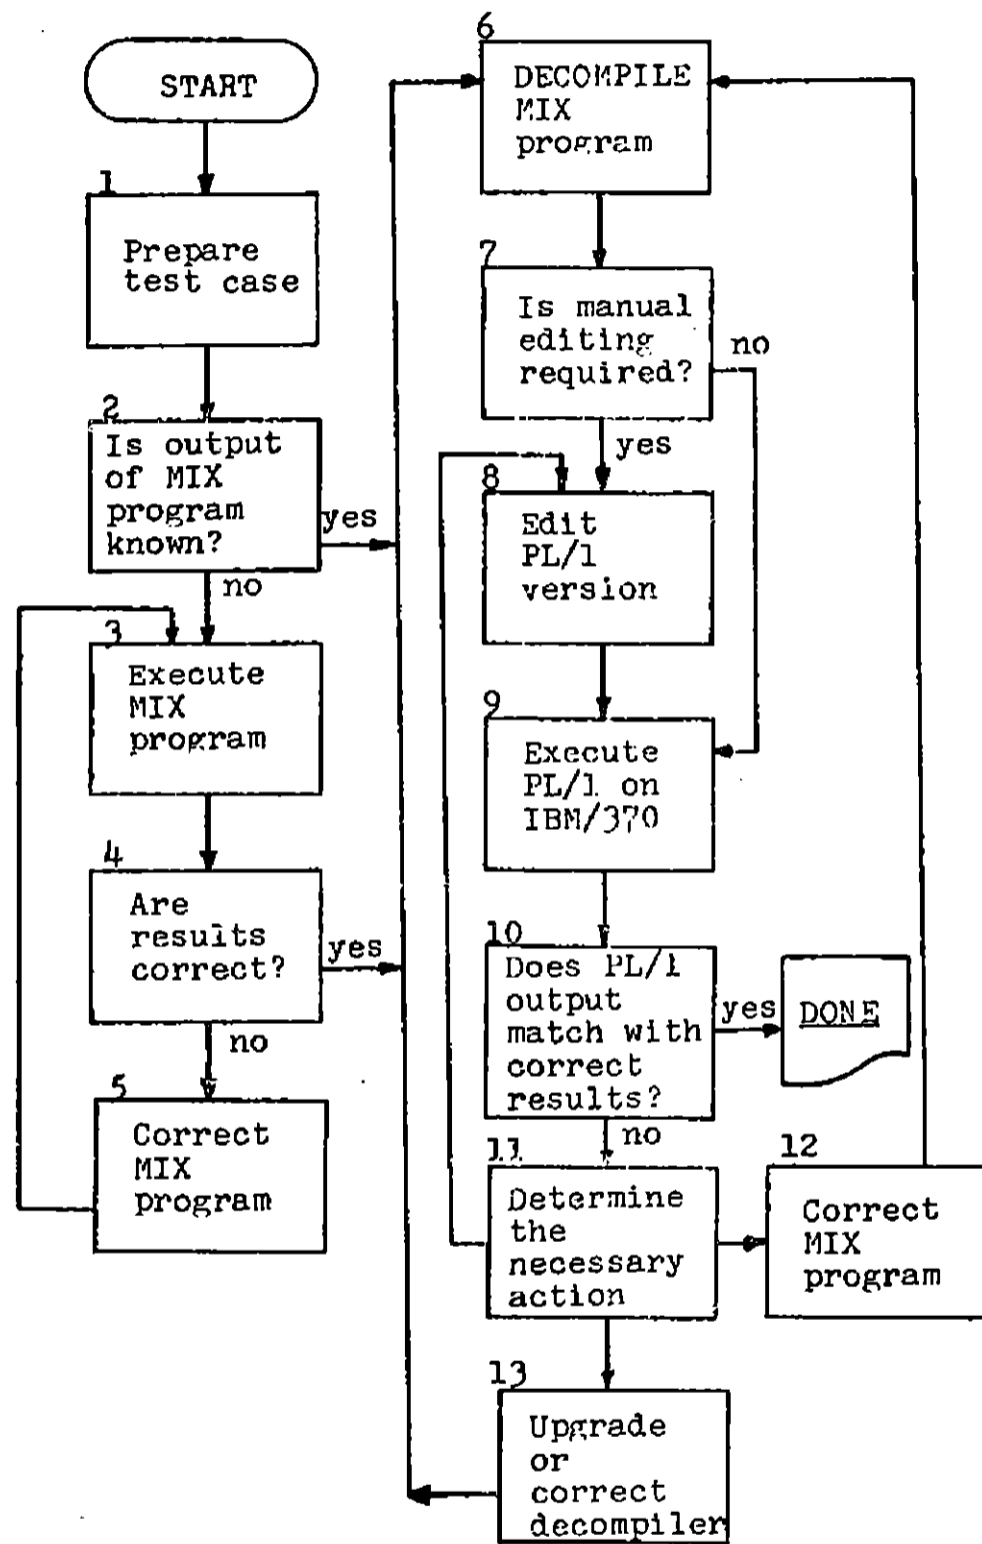 START
1
Prepare
test case
2
Is output
of MIX
program
known?
yes
no
3
Execute
MIX
program
4
Are
results
correct?
yes
no
5
Correct
MIX
program
6
DECOMPILE
MIX
program
7
Is manual
editing
required?
no
yes
8
Edit
PL/1
version
9
Execute
PL/1 on
IBM/370
10
Does PL/1
output
match with
correct
results?
yes
DONE
no
11
Determine
the
necessary
action
12
Correct
MIX
program
13
Upgrade
or
correct
decompiler